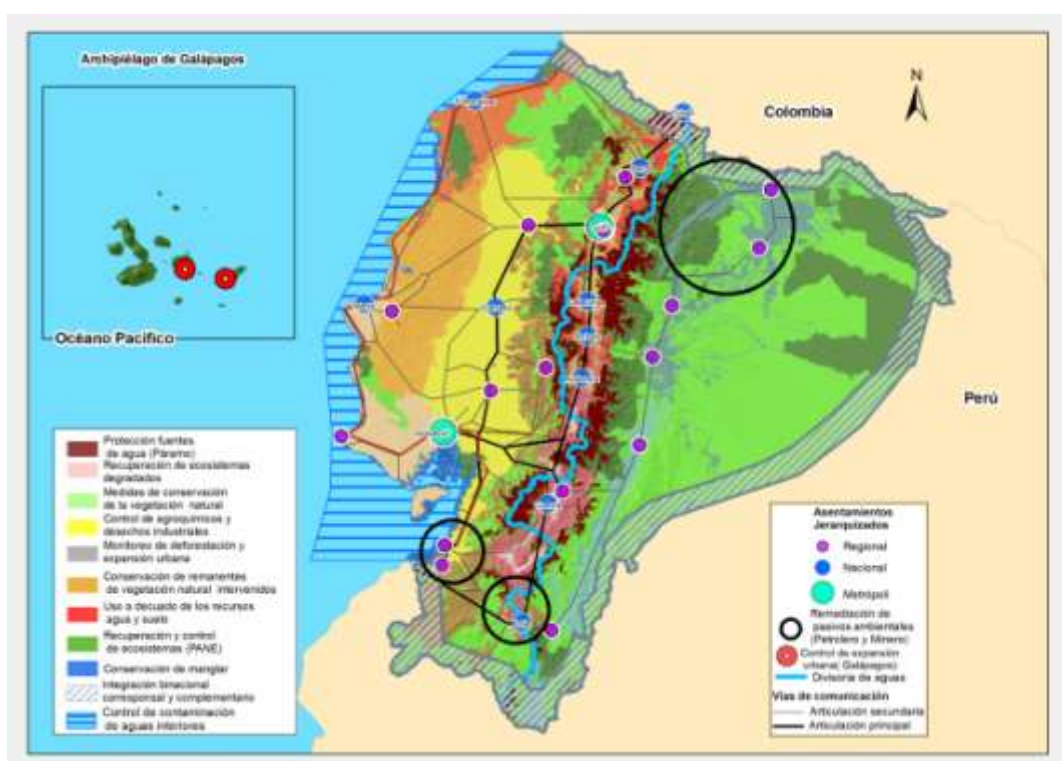 Archipiélago de Galápagos
Océano Pacífico
N
Colombia
Perú
Protección fuentes
de agua (Páramo)
Recuperación de ecosistemas
degradados
Medidas de conservación
de la vegetación natural
Control de agroquímicos y
desechos industriales
Monitoreo de deforestación y
expansión urbana
Conservación de remanentes
de vegetación natural intervenidos
Uso a decuado de los recursos
agua y suelo
Recuperación y control
de ecosistemas (PANE)
Conservación de manglar
Integración binacional
corresponsal y complementario
Control de contaminación
de aguas interiores
Asentamientos
Jerarquizados
Regional
Nacional
Metrópoli
Remediación de
pasivos ambientales
(Petrolero y Minero)
Control de expansión
urbana( Galápagos)
Divisoria de aguas
Vías de comunicación
Articulación secundaria
Articulación principal